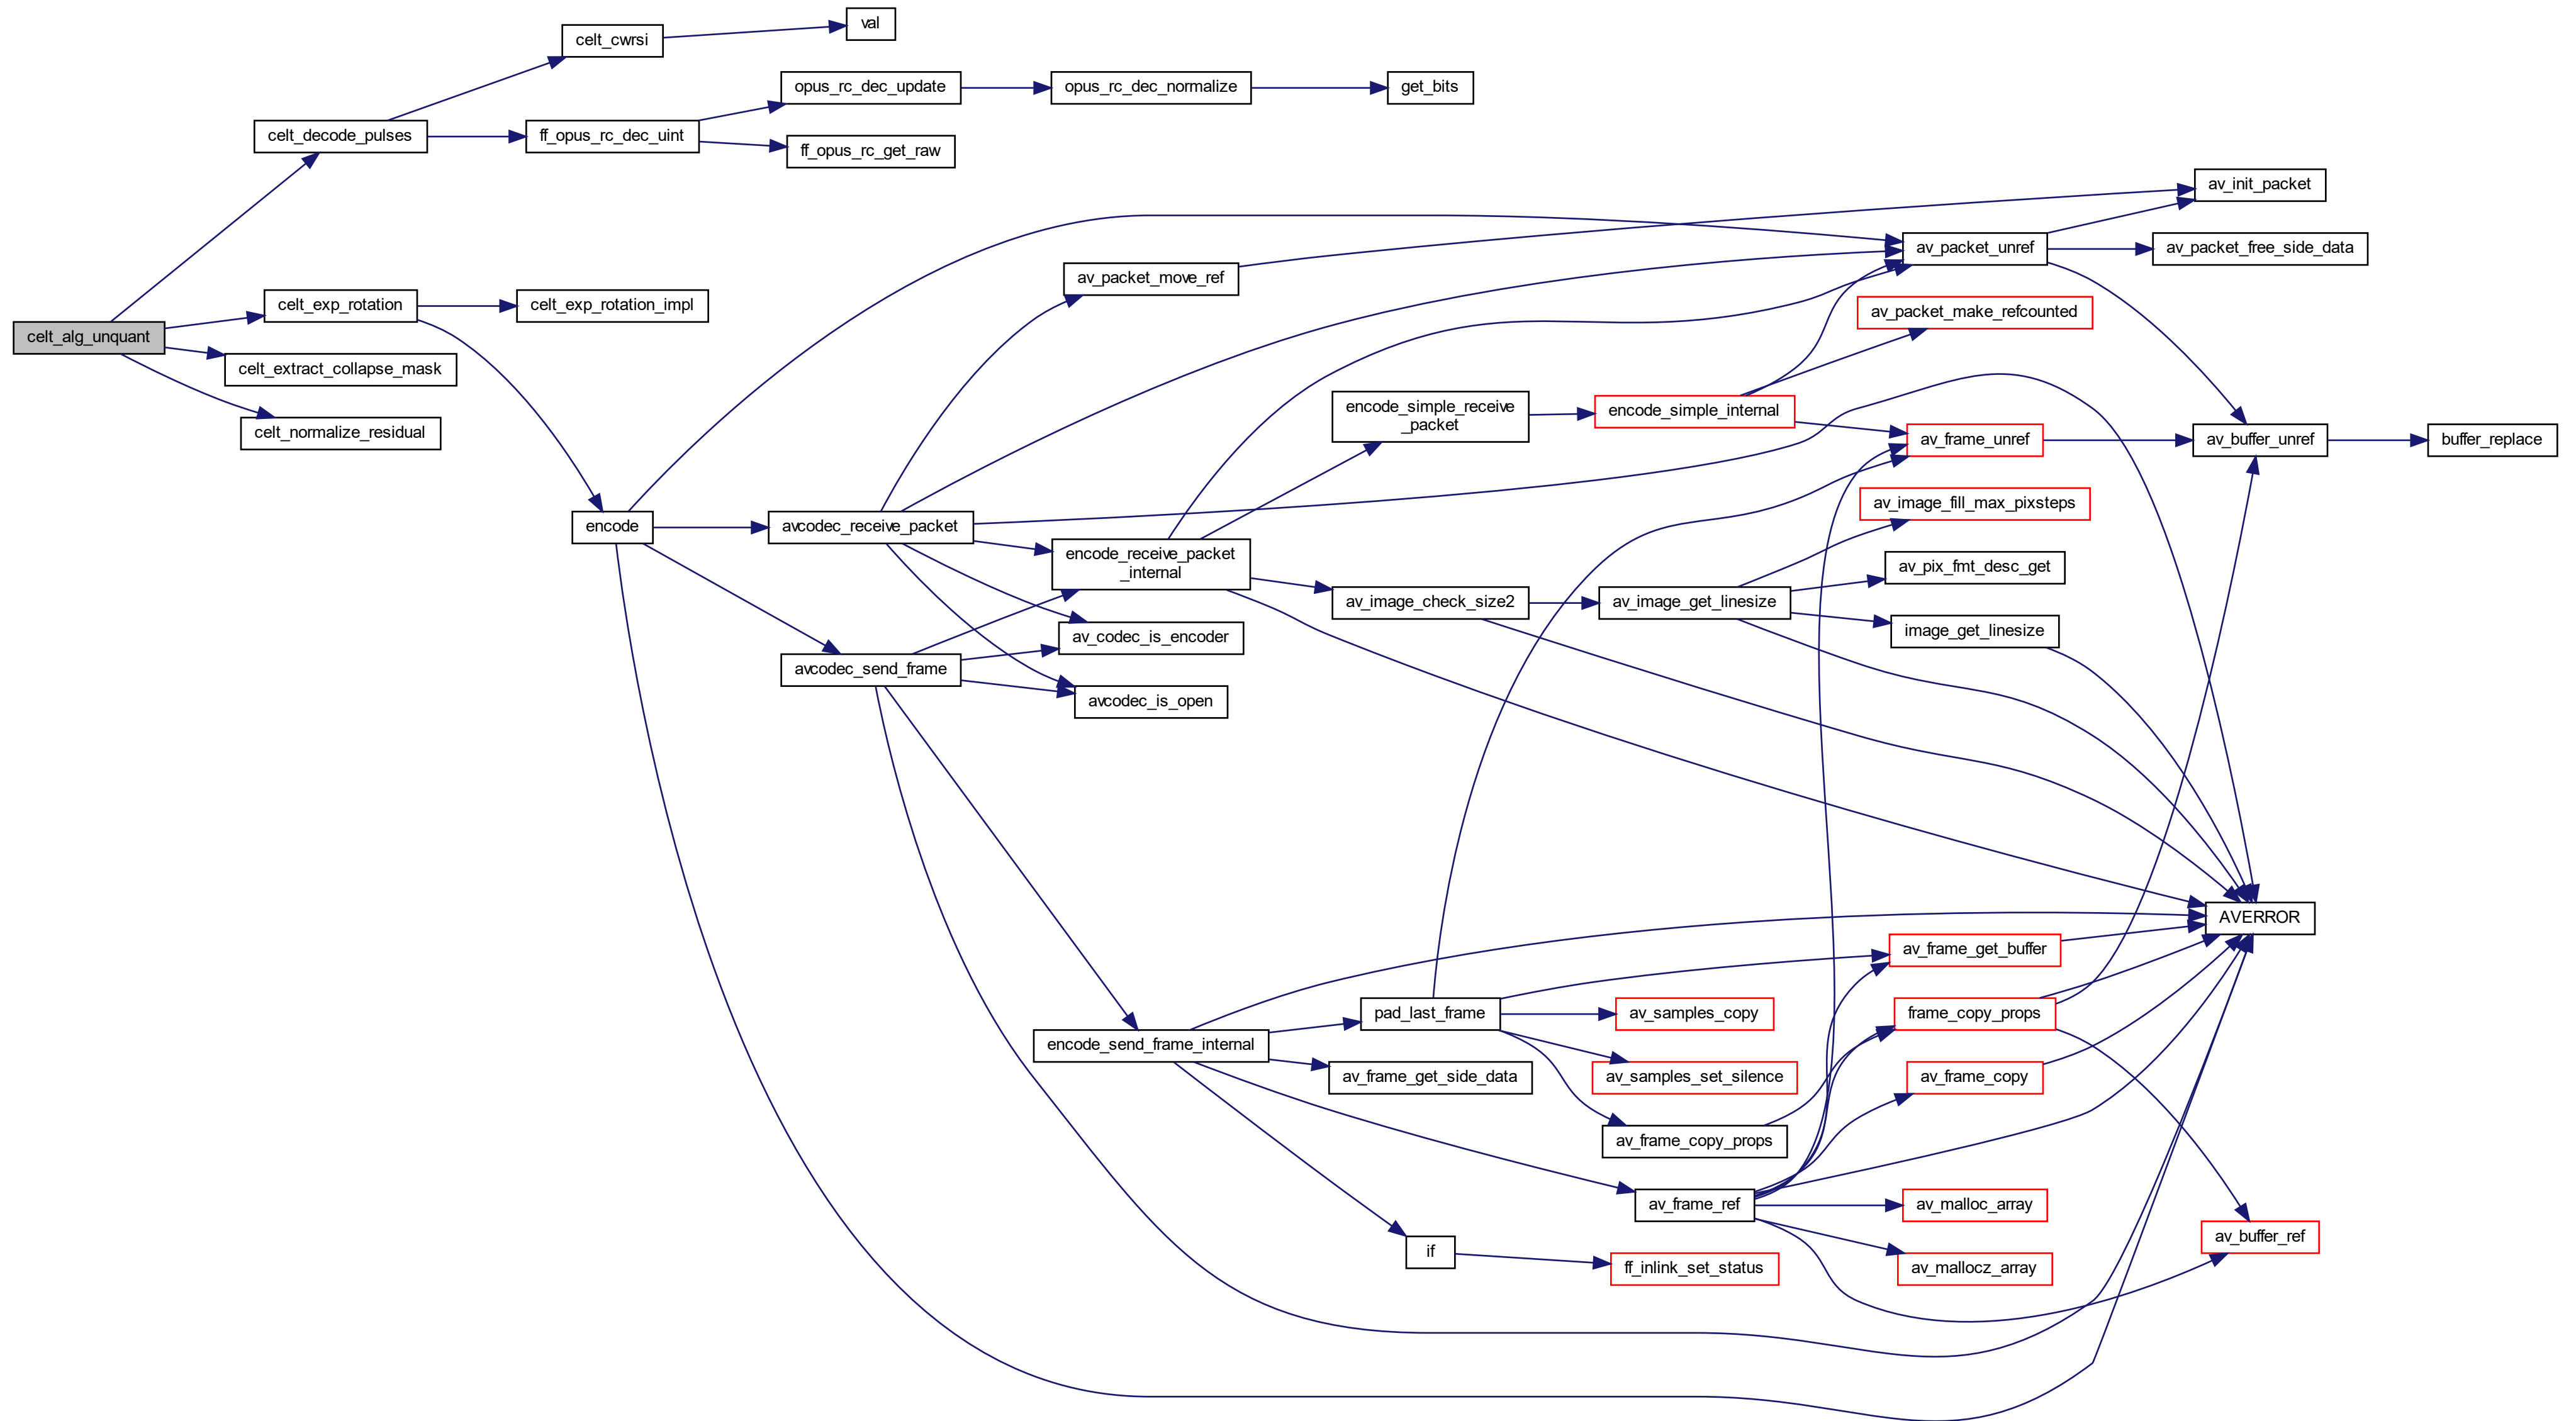 val
celt_cwrsi
opus_rc_dec_update
opus_rc_dec_normalize
get_bits
celt_decode_pulses
ff_opus_rc_dec_uint
ff_opus_rc_get_raw
av_init_packet
av_packet_unref
av_packet_free_side_data
av_packet_move_ref
celt_exp_rotation
celt_exp_rotation_impl
av_packet_make_refcounted
celt_alg_unquant
celt_extract_collapse_mask
encode_simple_receive
_packet
encode_simple_internal
celt_normalize_residual
av_frame_unref
av_buffer_unref
buffer_replace
av_image_fill_max_pixsteps
encode
avcodec_receive_packet
encode_receive_packet
_internal
av_pix_fmt_desc_get
av_image_check_size2
av_image_get_linesize
image_get_linesize
av_codec_is_encoder
avcodec_send_frame
avcodec_is_open
AVERROR
av_frame_get_buffer
pad_last_frame
av_samples_copy
frame_copy_props
encode_send_frame_internal
av_frame_get_side_data
av_samples_set_silence
av_frame_copy
av_frame_copy_props
av_frame_ref
av_malloc_array
av_buffer_ref
if
ff_inlink_set_status
av_mallocz_array